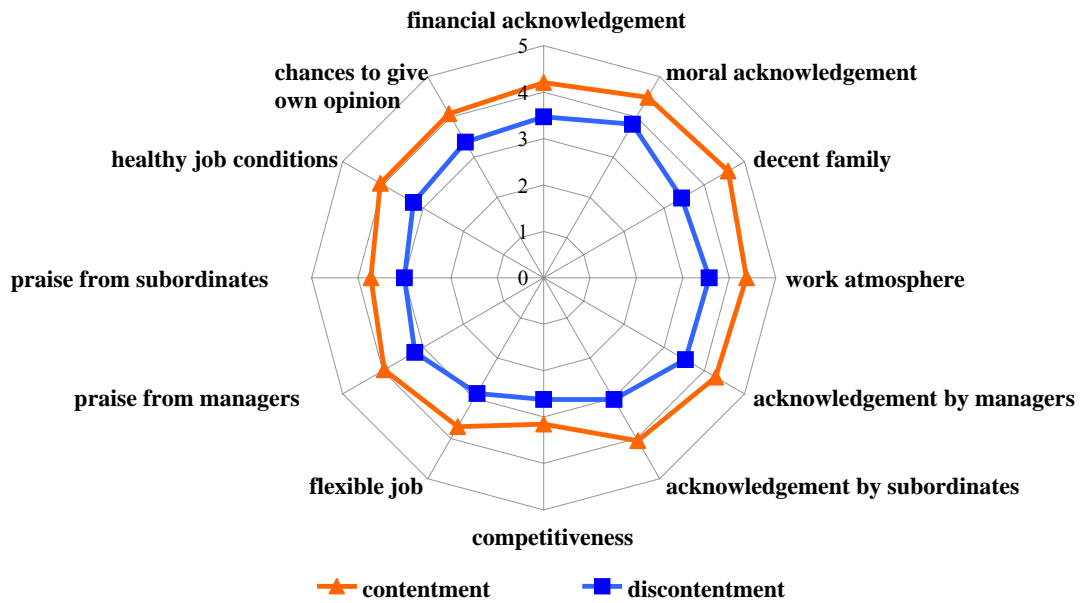 financial acknowledgement
5
chances to give
own opinion
moral acknowledgement
4
healthy job conditions
3
decent family
2
1
praise from subordinates
0
work atmosphere
praise from managers
acknowledgement by managers
flexible job
acknowledgement by subordinates
competitiveness
contentment
discontentment